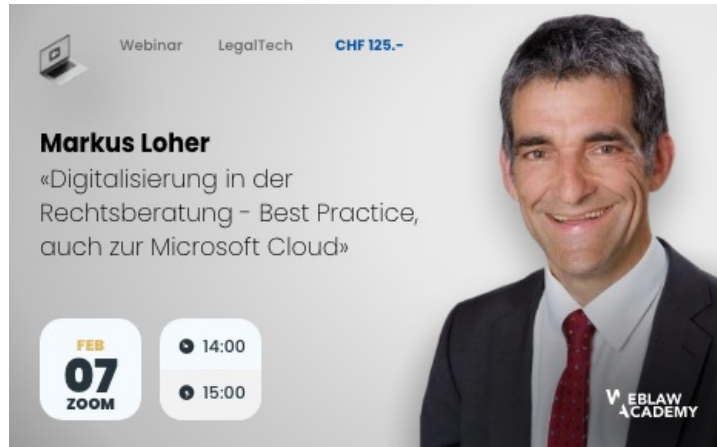 Webinar LegalTech CHF 125.-
Markus Loher
«Digitalisierung in der
Rechtsberatung - Best Practice,
auch zur Microsoft Cloud»
FEB
07
ZOOM
14:00
15:00
WEBLAW
ACADEMY